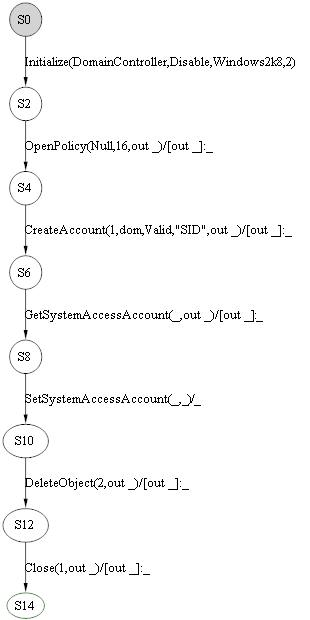 S0
Initialize(DomainController,Disable,Windows2k8,2)
S2
OpenPolicy(Null,16,out _)/[out _]:_
S4
CreateAccount(1,dom,Valid,"SID",out _)/[out _]:_
S6
GetSystemAccessAccount(_,out _)/[out _]:_
S8
SetSystemAccessAccount(_,_)/_
S10
DeleteObject(2,out _)/[out _]:_
S12
Close(1,out _)/[out _]:_
S14